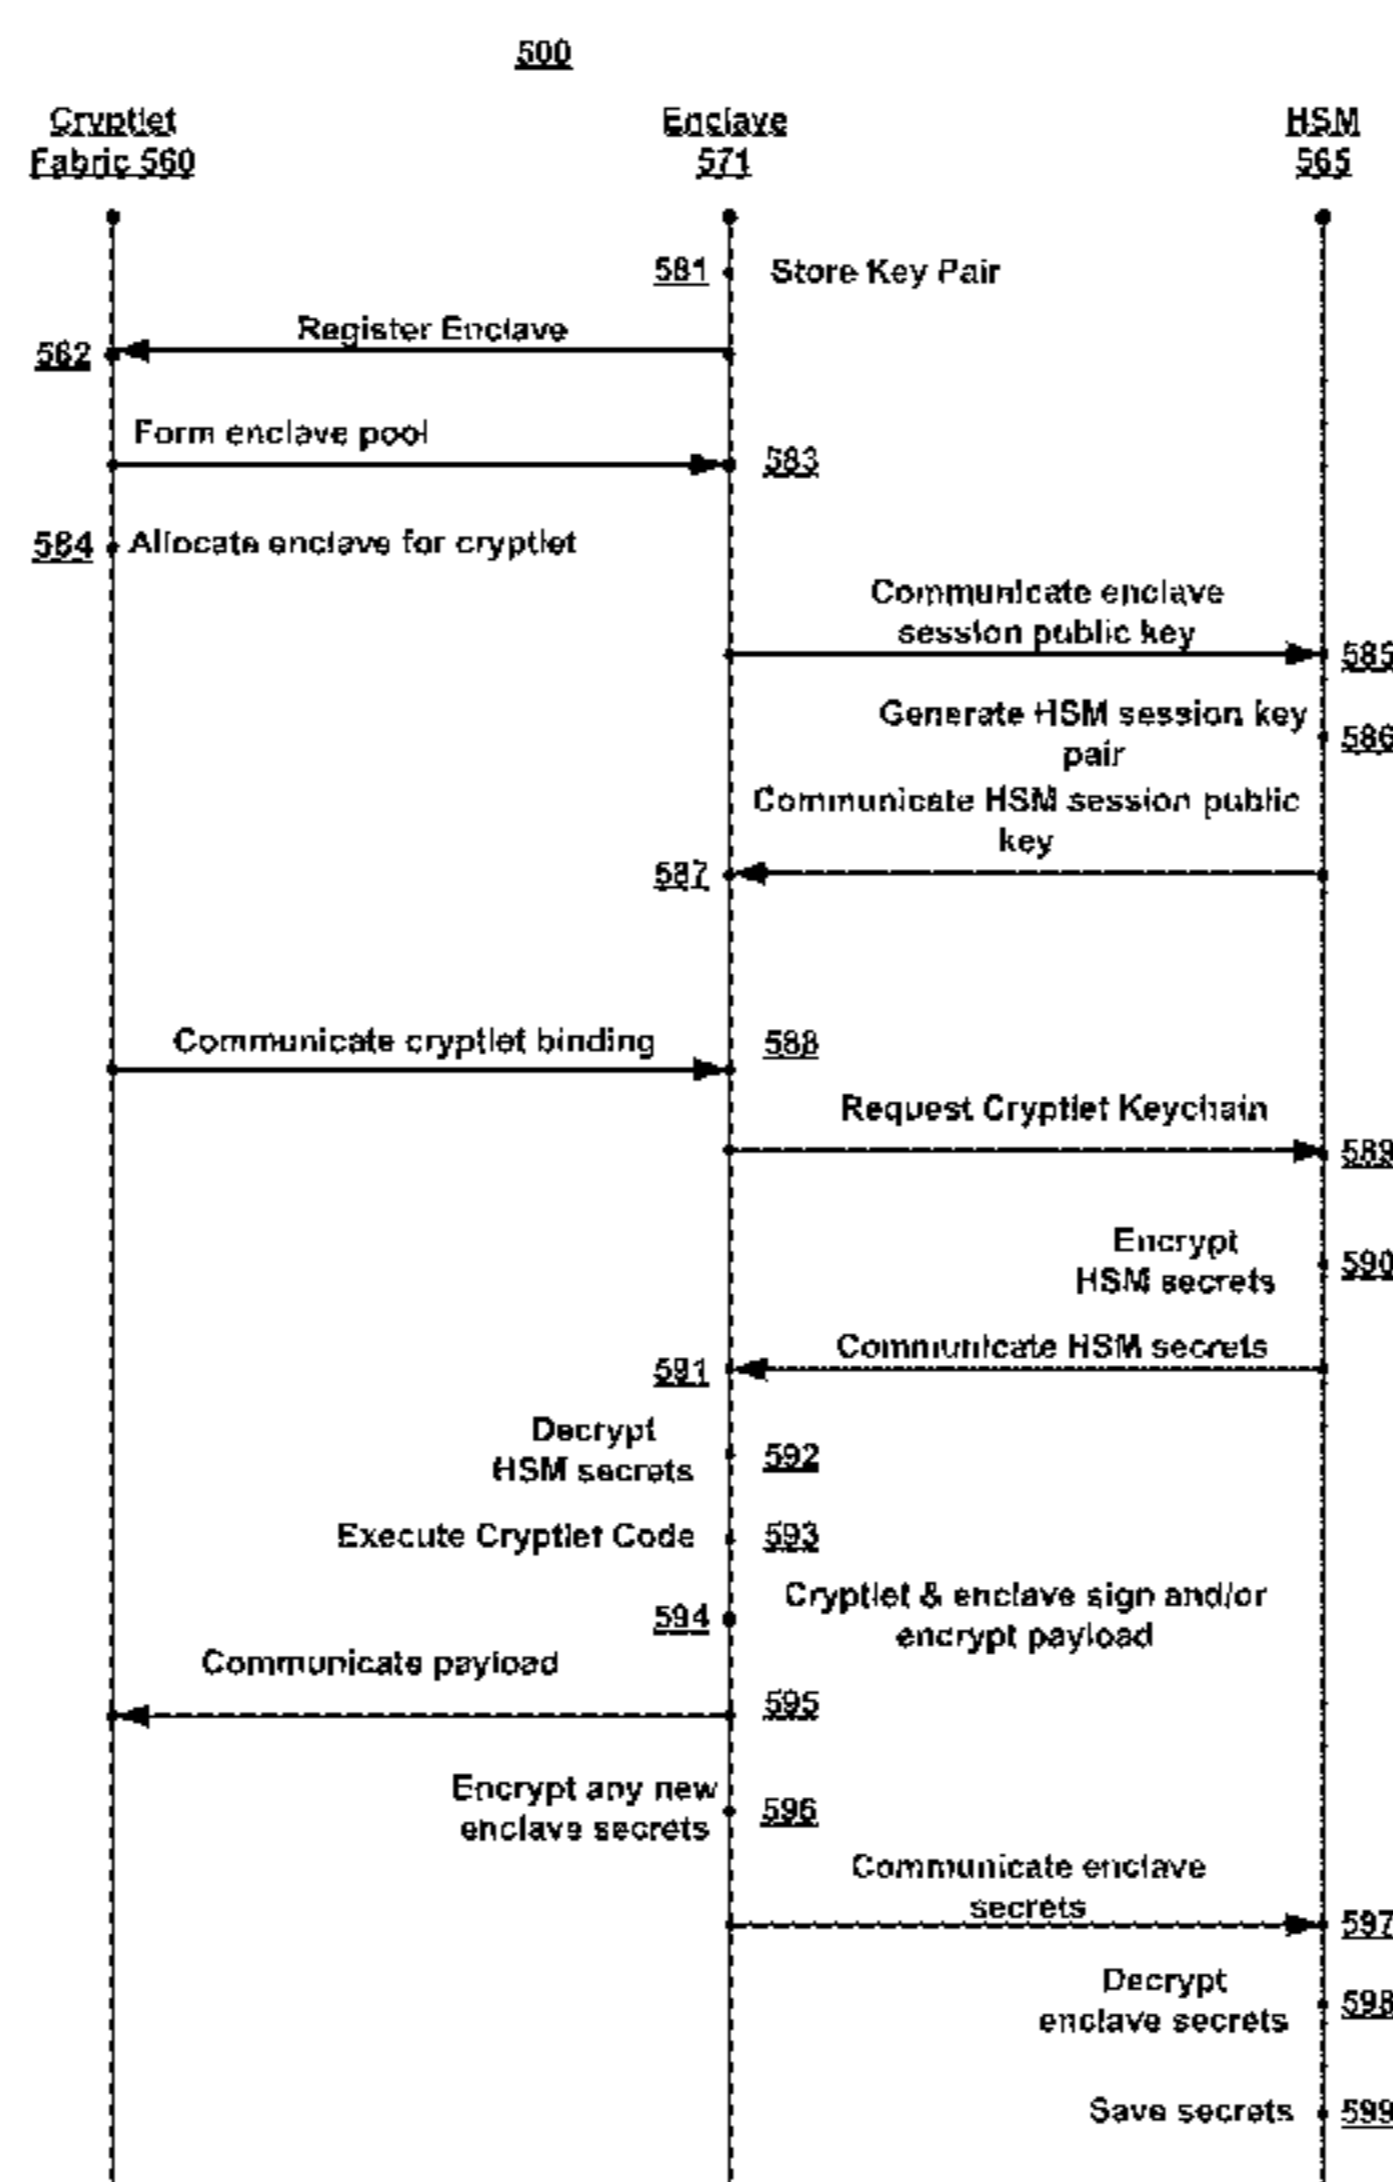 500
Cryptlet
Fabric 560
Enclave
571
HSM
565
581 Store Key Pair
Register Enclave
582
Form enclave pool
583
584 Allocate enclave for cryptlet
Communicate enclave
session public key
585
Generate HSM session key
pair
586
Communicate HSM session public
key
587
Communicate cryptlet binding
588
Request Cryptlet Keychain
589
Encrypt
HSM secrets
590
Communicate HSM secrets
591
Decrypt
HSM secrets
592
Execute Cryptlet Code 593
Cryptlet & enclave sign and/or
encrypt payload
594
Communicate payload
595
Encrypt any new
enclave secrets
596
Communicate enclave
secrets
597
Decrypt
enclave secrets
598
Save secrets 599